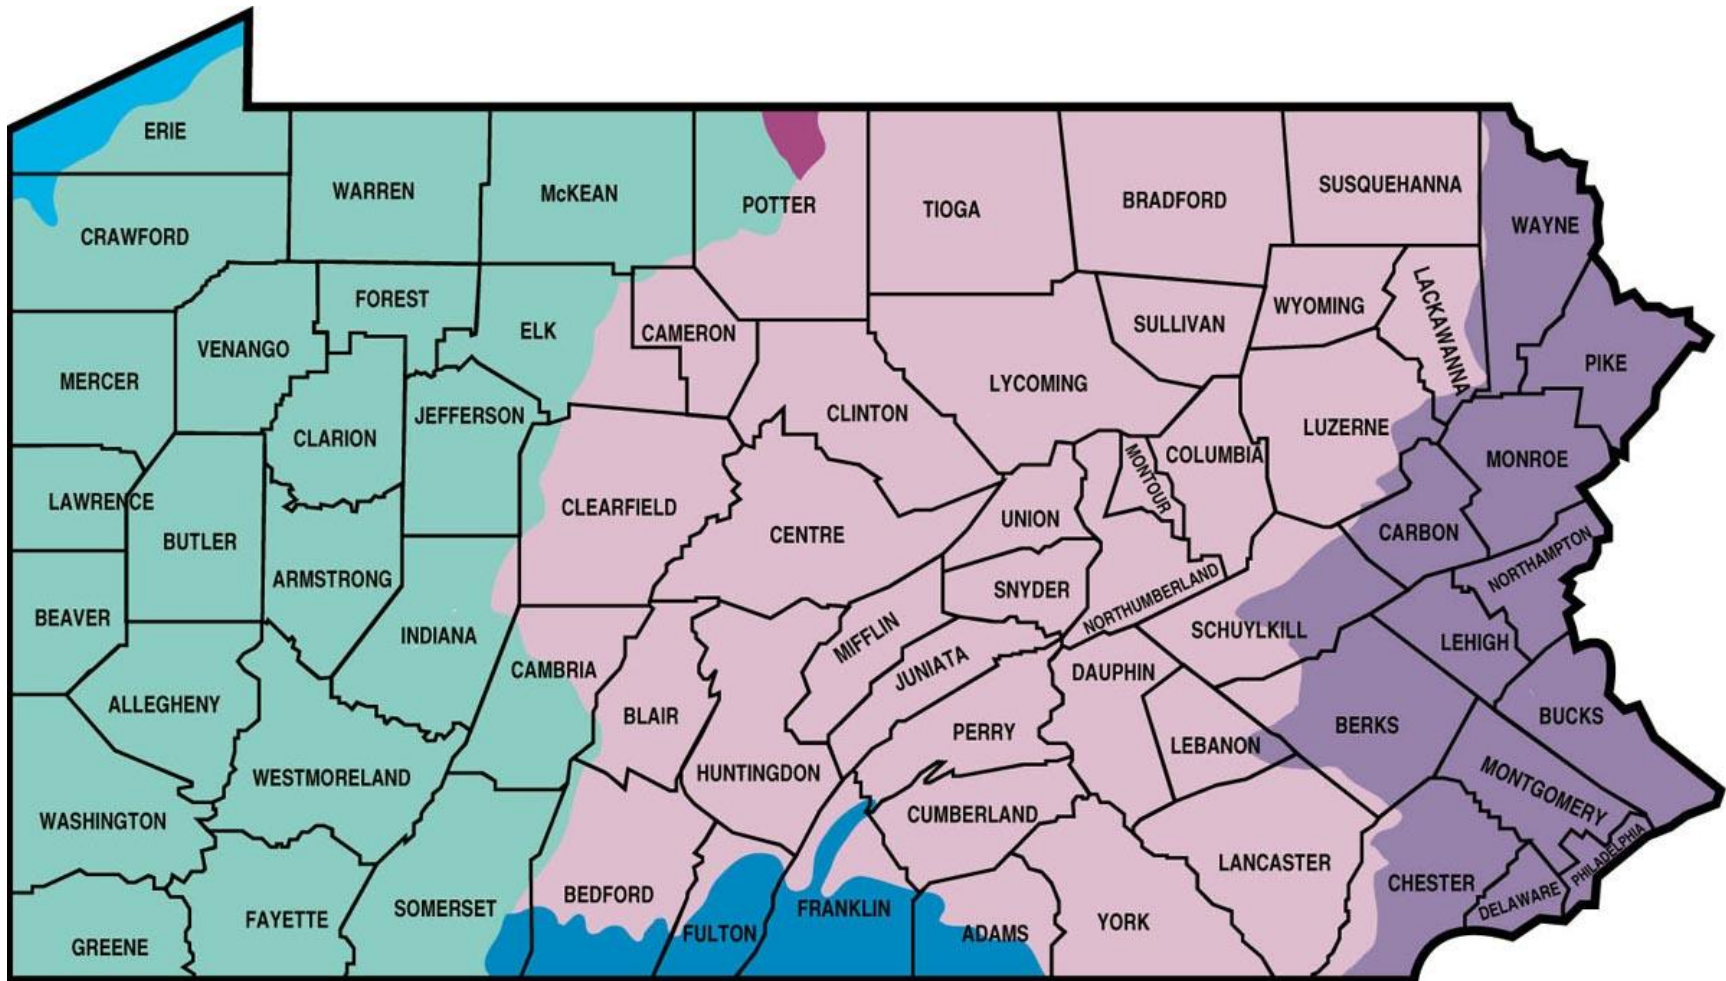 ERIE
WARREN
McKEAN
POTTER
TIOGA
BRADFORD
SUSQUEHANNA
WAYNE
CRAWFORD
FOREST
ELK
CAMERON
SULLIVAN
WYOMING
LACKAWANNA
PIKE
VENANGO
MERCER
LYCOMING
CLINTON
JEFFERSON
CLARION
LUZERNE
COLUMBIA
MONTOUR
MONROE
LAWRENCE
BUTLER
CLEARFIELD
CENTRE
UNION
CARBON
NORTHAMPTON
ARMSTRONG
SNYDER
NORTHUMBERLAND
BEAVER
INDIANA
MIFFLIN
SCHUYLKILL
LEHIGH
CAMBRIA
JUNIATA
DAUPHIN
ALLEGHENY
BLAIR
PERRY
LEBANON
BERKS
BUCKS
WESTMORELAND
HUNTINGDON
MONTGOMERY
WASHINGTON
CUMBERLAND
PHILADELPHIA
LANCASTER
CHESTER
DELAWARE
BEDFORD
FRANKLIN
SOMERSET
FAYETTE
FULTON
ADAMS
YORK
GREENE